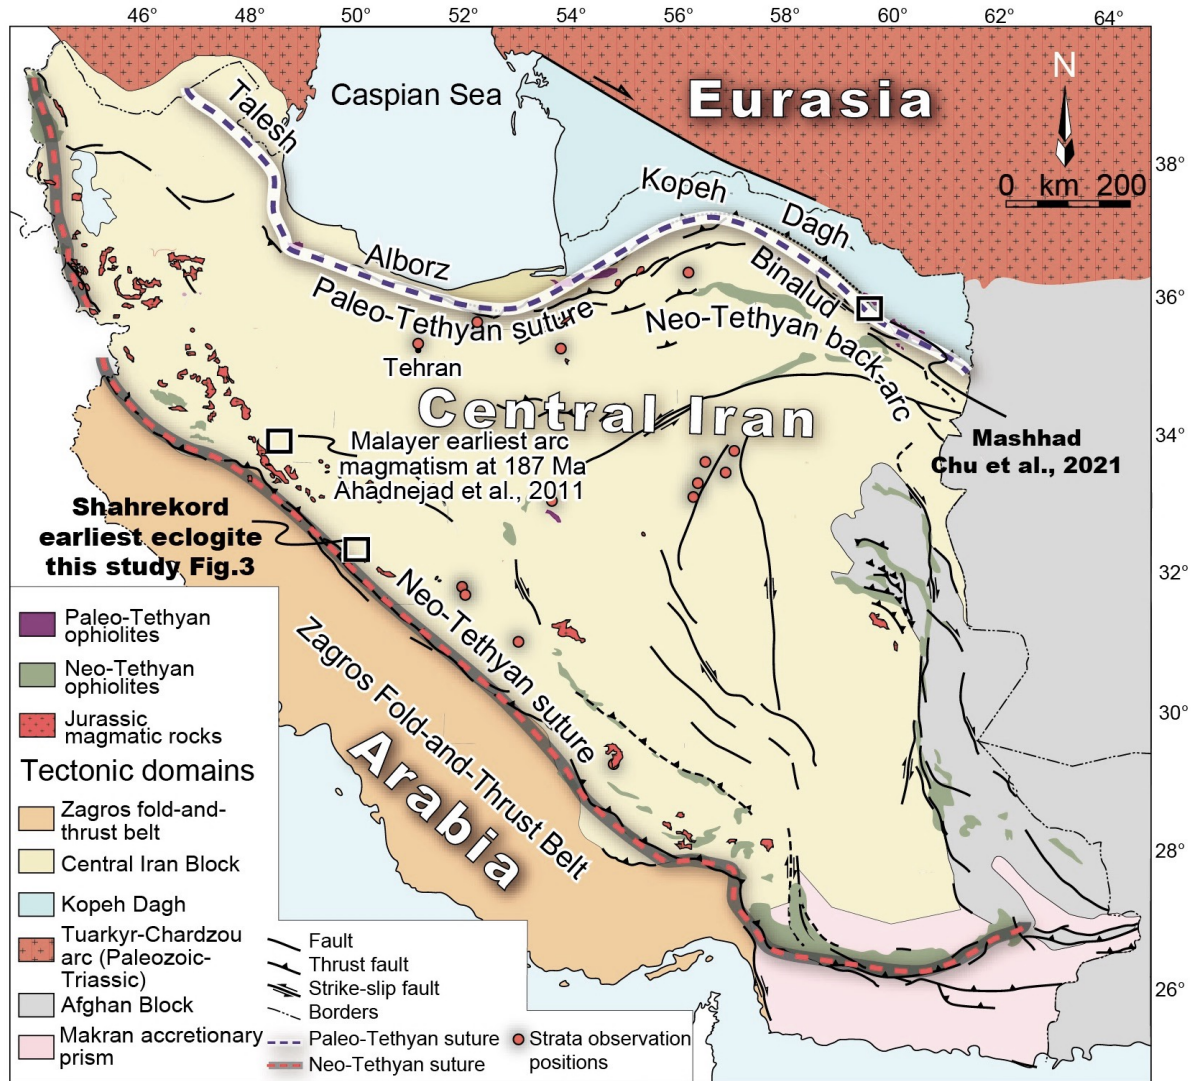 46° 48° 50° 52° 54° 56° 58° 60° 62° 64°
Caspian Sea
Eurasia
N
Talesh
38°
Kopeh
Dagh
0 km 200
Alborz
Binalud
36°
Paleo-Tethyan suture
Neo-Tethyan back-arc
Tehran
Central Iran
34°
Malayer earliest arc
magmatism at 187 Ma
Ahadnejad et al., 2011
Mashhad
Chu et al., 2021
Shahrekord
earliest eclogite
this study Fig.3
32°
Neo-Tethyan suture
Zagros Fold-and-Thrust Belt
Arabia
30°
28°
26°
Paleo-Tethyan
ophiolites
Neo-Tethyan
ophiolites
Jurassic
magmatic rocks
Tectonic domains
Zagros fold-and-
thrust belt
Central Iran Block
Kopeh Dagh
Tuarkyr-Chardzou
arc (Paleozoic-
Triassic)
Afghan Block
Makran accretionary
prism
Fault
Thrust fault
Strike-slip fault
Borders
Paleo-Tethyan suture
Neo-Tethyan suture
Strata observation
positions